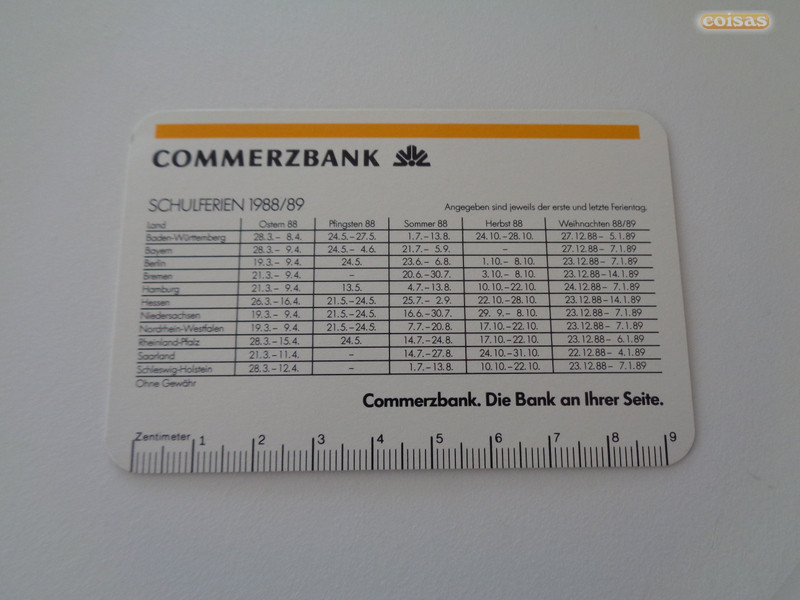 coisas
COMMERZBANK
SCHULFERIEN 1988/89 Angegeben sind jeweils der erste und letzte Ferientag.
Land Ostern 88 Pfingsten 88 Sommer 88 Herbst 88 Weihnachten 88/89
Baden-Württemberg 28.3.– 8.4. 24.5.–27.5. 1.7.–13.8. 24.10.–28.10. 27.12.88– 5.1.89
Bayern 28.3.– 9.4. 24.5.– 4.6. 21.7.– 5.9. – 27.12.88– 7.1.89
Berlin 19.3.– 9.4. 24.5. 23.6.– 6.8. 1.10.– 8.10. 23.12.88– 7.1.89
Bremen 21.3.– 9.4. – 20.6.–30.7. 3.10.– 8.10. 23.12.88–14.1.89
Hamburg 21.3.– 9.4. 13.5. 4.7.–13.8. 10.10.–22.10. 24.12.88– 7.1.89
Hessen 26.3.–16.4. 21.5.–24.5. 25.7.– 2.9. 22.10.–28.10. 23.12.88–14.1.89
Niedersachsen 19.3.– 9.4. 21.5.–24.5. 16.6.–30.7. 29. 9.– 8.10. 23.12.88– 7.1.89
Nordrhein-Westfalen 19.3.– 9.4. 21.5.–24.5. 7.7.–20.8. 17.10.–22.10. 23.12.88– 7.1.89
Rheinland-Pfalz 28.3.–15.4. 24.5. 14.7.–24.8. 17.10.–22.10. 23.12.88– 6.1.89
Saarland 21.3.–11.4. – 14.7.–27.8. 24.10.–31.10. 22.12.88– 4.1.89
Schleswig-Holstein 28.3.–12.4. – 1.7.–13.8. 10.10.–22.10. 23.12.88– 7.1.89
Ohne Gewähr
Commerzbank. Die Bank an Ihrer Seite.
Zentimeter 1 2 3 4 5 6 7 8 9